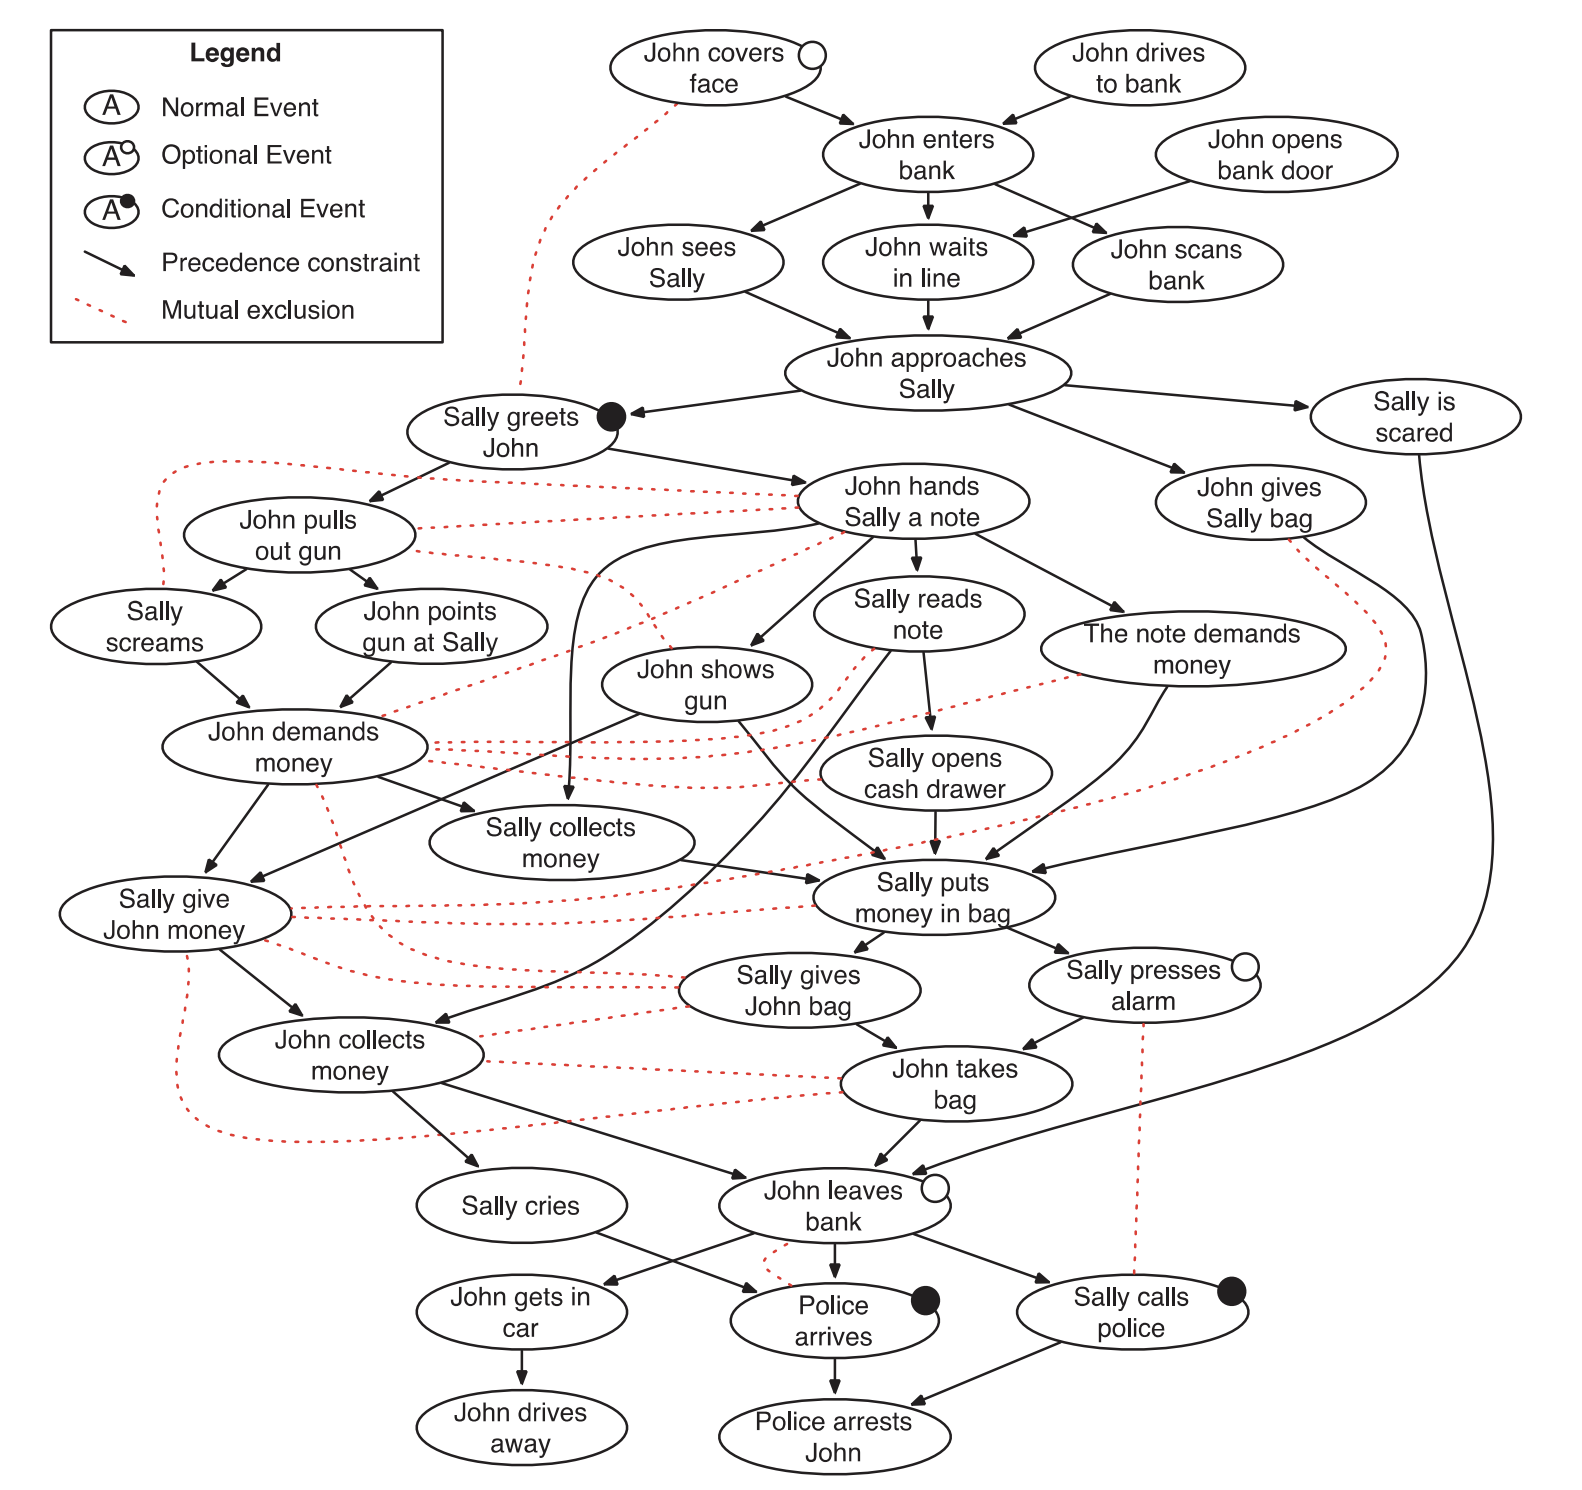 Legend
A Normal Event
A Optional Event
A Conditional Event
Precedence constraint
Mutual exclusion
John covers
face
John drives
to bank
John enters
bank
John opens
bank door
John sees
Sally
John waits
in line
John scans
bank
John approaches
Sally
Sally is
scared
Sally greets
John
John hands
Sally a note
John gives
Sally bag
John pulls
out gun
Sally
screams
John points
gun at Sally
Sally reads
note
The note demands
money
John shows
gun
John demands
money
Sally opens
cash drawer
Sally collects
money
Sally give
John money
Sally puts
money in bag
Sally gives
John bag
Sally presses
alarm
John collects
money
John takes
bag
Sally cries
John leaves
bank
John gets in
car
Police
arrives
Sally calls
police
John drives
away
Police arrests
John